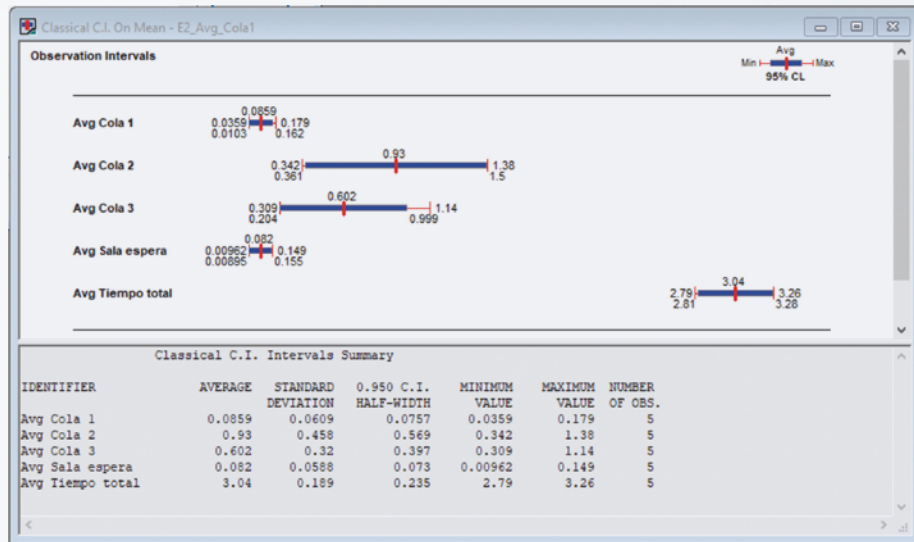 Classical C.I. On Mean - E2_Avg_Cola1
Observation Intervals
Avg
Min Max
95% CL
0.0859
Avg Cola 1 0.0359 0.179
0.0103 0.162
0.93
Avg Cola 2 0.342 1.38
0.361 1.5
0.602
Avg Cola 3 0.309 1.14
0.204 0.999
0.082
Avg Sala espera 0.00962 0.149
0.00895 0.155
3.04
Avg Tiempo total 2.79 3.26
2.81 3.28
Classical C.I. Intervals Summary
IDENTIFIER AVERAGE STANDARD 0.950 C.I. MINIMUM MAXIMUM NUMBER
DEVIATION HALF-WIDTH VALUE VALUE OF OBS.
Avg Cola 1 0.0859 0.0609 0.0757 0.0359 0.179 5
Avg Cola 2 0.93 0.458 0.569 0.342 1.38 5
Avg Cola 3 0.602 0.32 0.397 0.309 1.14 5
Avg Sala espera 0.082 0.0588 0.073 0.00962 0.149 5
Avg Tiempo total 3.04 0.189 0.235 2.79 3.26 5